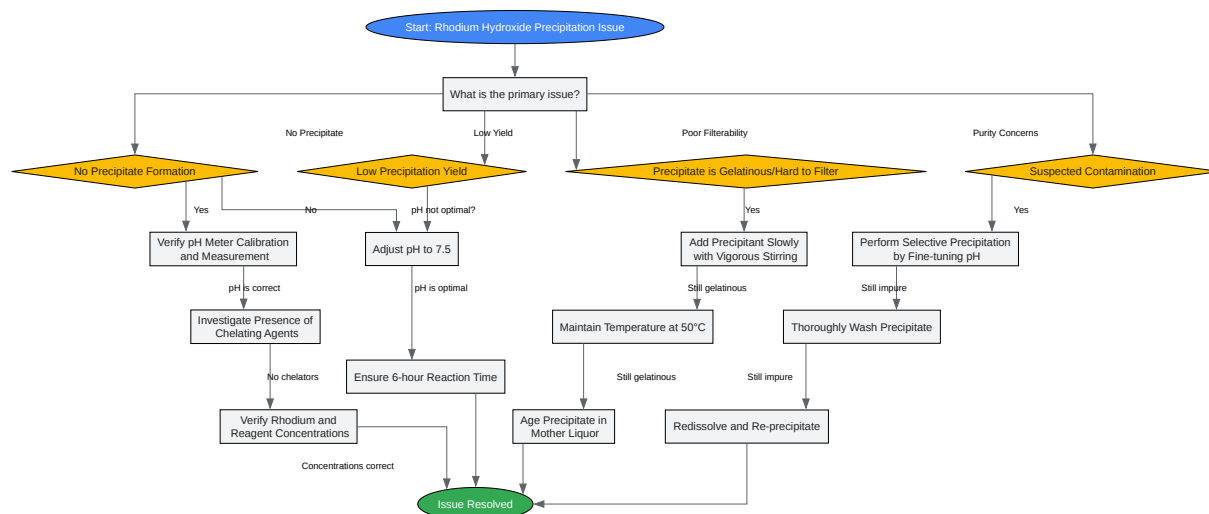 Start: Rhodium Hydroxide Precipitation Issue
What is the primary issue?
No Precipitate
Low Yield
Poor Filterability
Purity Concerns
No Precipitate Formation
Low Precipitation Yield
Precipitate is Gelatinous/Hard to Filter
Suspected Contamination
Yes
No
pH not optimal?
Yes
Yes
Verify pH Meter Calibration
and Measurement
Adjust pH to 7.5
Add Precipitant Slowly
with Vigorous Stirring
Perform Selective Precipitation
by Fine-tuning pH
pH is correct
pH is optimal
Still gelatinous
Still impure
Investigate Presence of
Chelating Agents
Maintain Temperature at 50°C
Thoroughly Wash Precipitate
No chelators
Ensure 6-hour Reaction Time
Still gelatinous
Still impure
Verify Rhodium and
Reagent Concentrations
Age Precipitate in
Mother Liquor
Redissolve and Re-precipitate
Concentrations correct
Issue Resolved